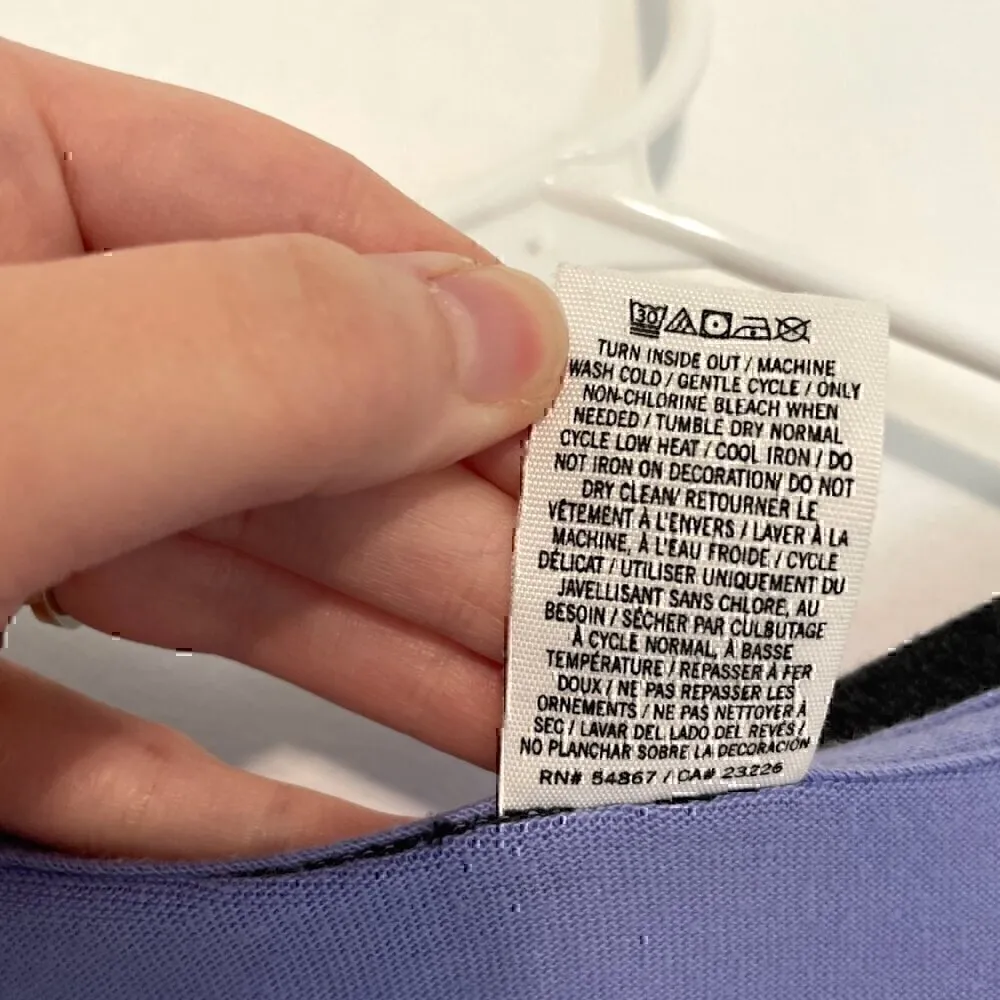 30
TURN INSIDE OUT / MACHINE
WASH COLD / GENTLE CYCLE / ONLY
NON-CHLORINE BLEACH WHEN
NEEDED / TUMBLE DRY NORMAL
CYCLE LOW HEAT / COOL IRON / DO
NOT IRON ON DECORATION/ DO NOT
DRY CLEAN/ RETOURNER LE
VÊTEMENT À L'ENVERS / LAVER À LA
MACHINE, À L'EAU FROIDE / CYCLE
DÉLICAT / UTILISER UNIQUEMENT DU
JAVELLISANT SANS CHLORE, AU
BESOIN / SÉCHER PAR CULBUTAGE
À CYCLE NORMAL, À BASSE
TEMPÉRATURE / REPASSER À FER
DOUX / NE PAS REPASSER LES
ORNEMENTS / NE PAS NETTOYER À
SEC / LAVAR DEL LADO DEL REVÉS /
NO PLANCHAR SOBRE LA DECORACIÓN
RN# 54867 / CA# 23226